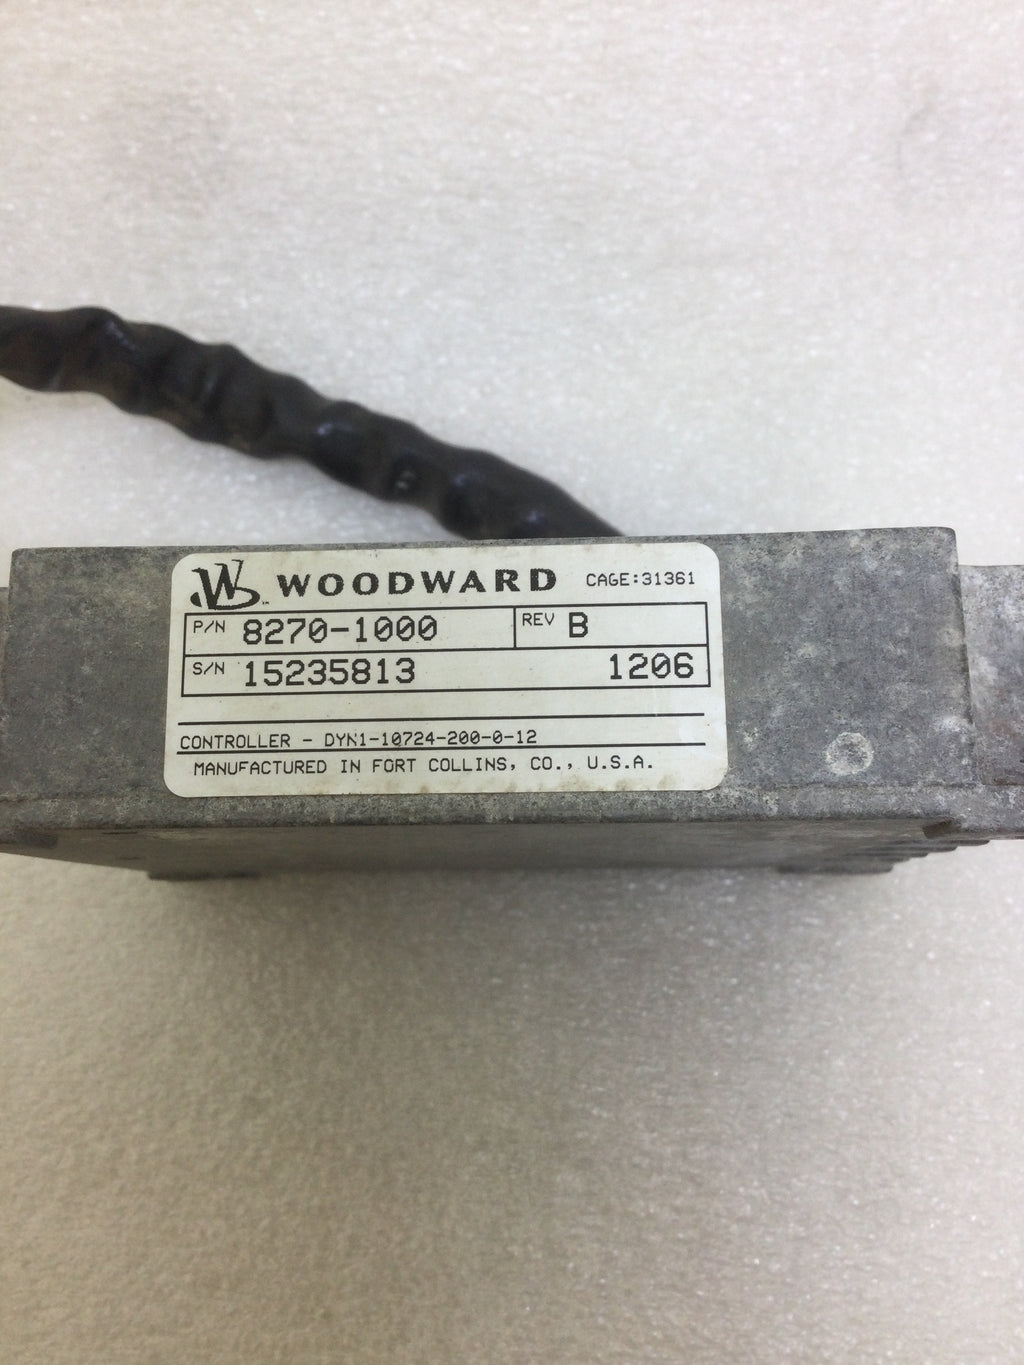 WOODWARD CAGE:31361
P/N 8270-1000 REV B
S/N 15235813 1206
CONTROLLER - DYN1-10724-200-0-12
MANUFACTURED IN FORT COLLINS, CO., U.S.A.